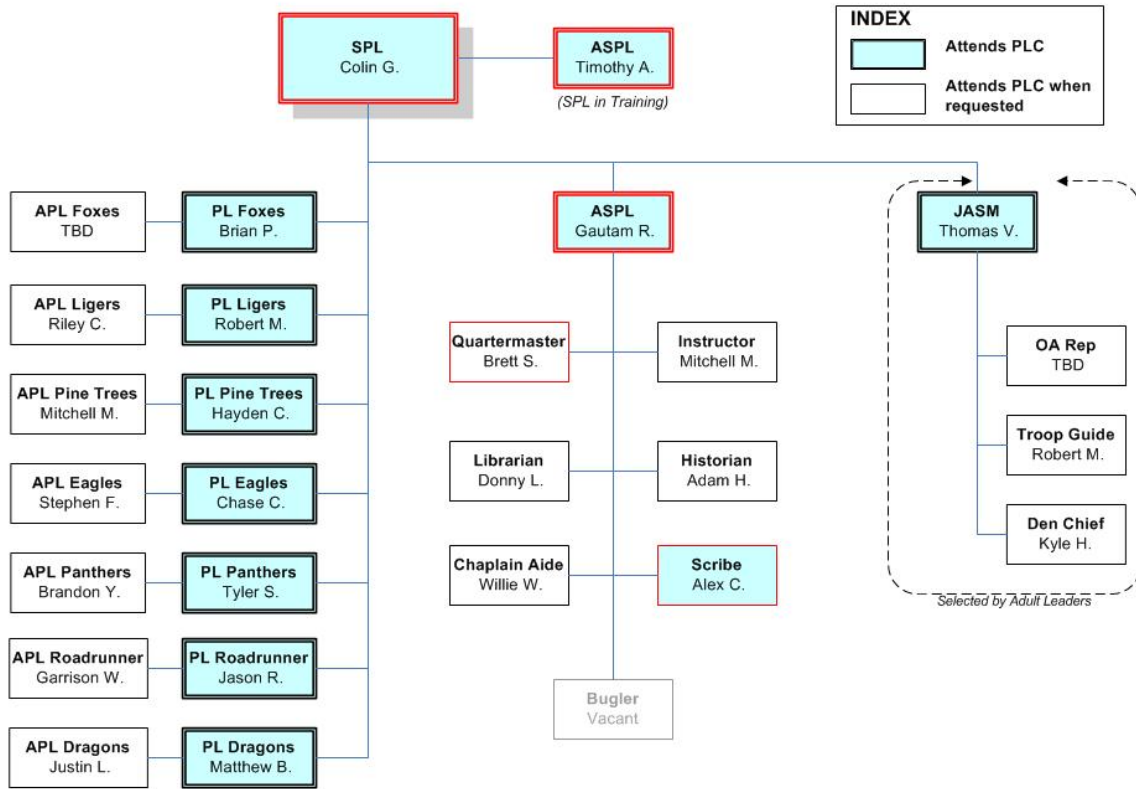 SPL
Colin G.
ASPL
Timothy A.
(SPL in Training)
INDEX
Attends PLC
Attends PLC when
requested
APL Foxes
TBD
PL Foxes
Brian P.
ASPL
Gautam R.
JASM
Thomas V.
APL Ligers
Riley C.
PL Ligers
Robert M.
Quartermaster
Brett S.
Instructor
Mitchell M.
OA Rep
TBD
APL Pine Trees
Mitchell M.
PL Pine Trees
Hayden C.
Troop Guide
Robert M.
APL Eagles
Stephen F.
PL Eagles
Chase C.
Librarian
Donny L.
Historian
Adam H.
Den Chief
Kyle H.
APL Panthers
Brandon Y.
PL Panthers
Tyler S.
Chaplain Aide
Willie W.
Scribe
Alex C.
Selected by Adult Leaders
APL Roadrunner
Garrison W.
PL Roadrunner
Jason R.
Bugler
Vacant
APL Dragons
Justin L.
PL Dragons
Matthew B.